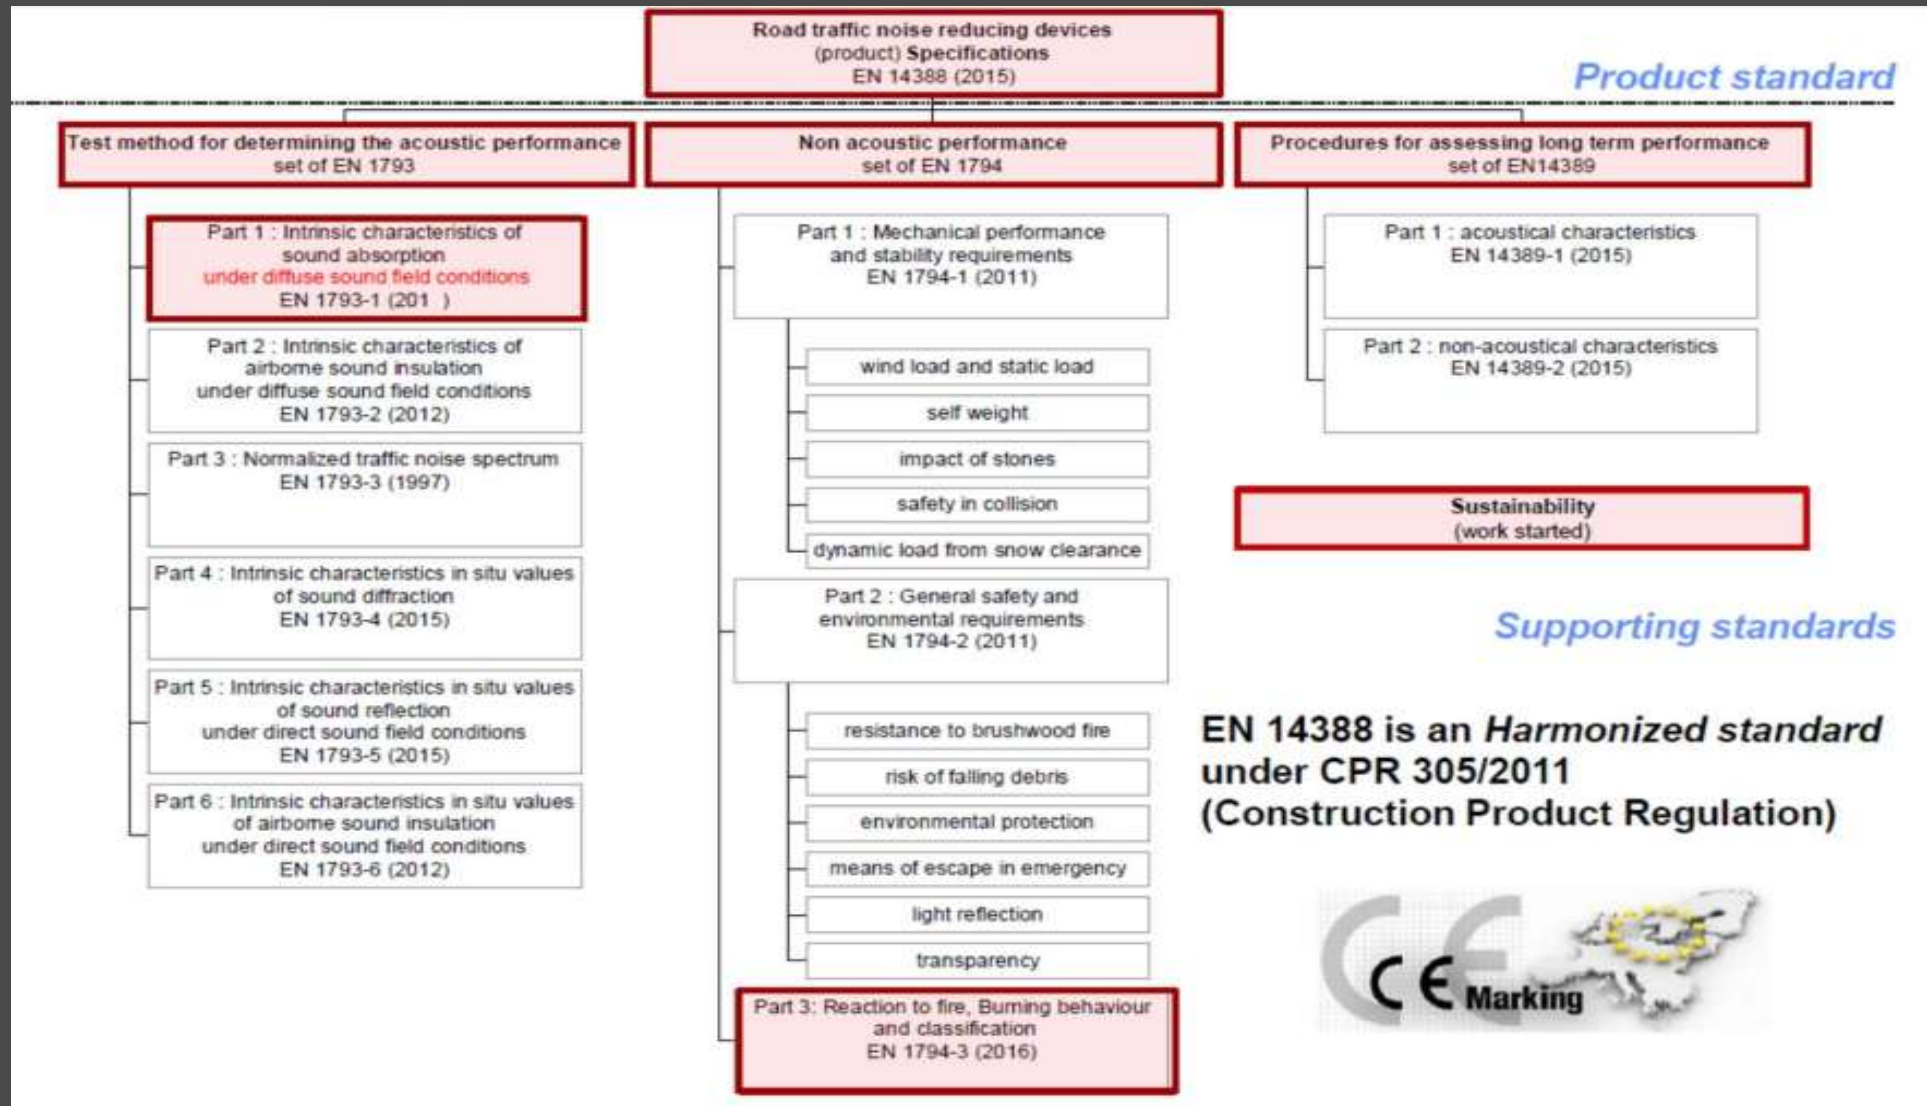 Road traffic noise reducing devices
(product) Specifications
EN 14388 (2015)
Product standard
Test method for determining the acoustic performance
set of EN 1793
Part 1 : Intrinsic characteristics of
sound absorption
under diffuse sound field conditions
EN 1793-1 (201 )
Part 2 : Intrinsic characteristics of
airborne sound insulation
under diffuse sound field conditions
EN 1793-2 (2012)
Part 3 : Normalized traffic noise spectrum
EN 1793-3 (1997)
Part 4 : Intrinsic characteristics in situ values
of sound diffraction
EN 1793-4 (2015)
Part 5 : Intrinsic characteristics in situ values
of sound reflection
under direct sound field conditions
EN 1793-5 (2015)
Part 6 : Intrinsic characteristics in situ values
of airborne sound insulation
under direct sound field conditions
EN 1793-6 (2012)
Non acoustic performance
set of EN 1794
Part 1 : Mechanical performance
and stability requirements
EN 1794-1 (2011)
wind load and static load
self weight
impact of stones
safety in collision
dynamic load from snow clearance
Part 2 : General safety and
environmental requirements
EN 1794-2 (2011)
resistance to brushwood fire
risk of falling debris
environmental protection
means of escape in emergency
light reflection
transparency
Part 3: Reaction to fire, Burning behaviour
and classification
EN 1794-3 (2016)
Procedures for assessing long term performance
set of EN14389
Part 1 : acoustical characteristics
EN 14389-1 (2015)
Part 2 : non-acoustical characteristics
EN 14389-2 (2015)
Sustainability
(work started)
Supporting standards
EN 14388 is an Harmonized standard
under CPR 305/2011
(Construction Product Regulation)
CE
CE Marking